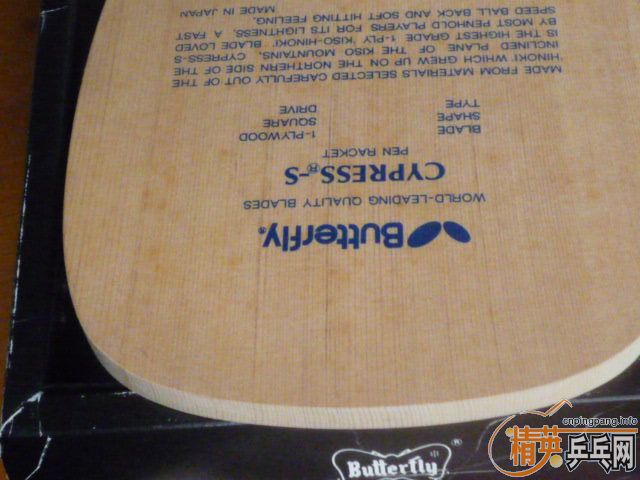 Butterfly®
WORLD-LEADING QUALITY BLADES
CYPRESS®-S
PEN RACKET
BLADE 1-PLYWOOD
SHAPE SQUARE
TYPE DRIVE
MADE FROM MATERIALS SELECTED CAREFULLY OUT OF THE
'HINOKI' WHICH GREW UP ON THE NORTHERN SIDE OF THE
INCLINED PLANE OF THE KISO MOUNTAINS, CYPRESS-S
IS THE HIGHEST GRADE 1-PLY 'KISO-HINOKI' BLADE LOVED
BY MOST PENHOLD PLAYERS FOR ITS LIGHTNESS, A FAST
SPEED BALL BACK AND SOFT HITTING FEELING.
MADE IN JAPAN
Butterfly®
cnpingpang.info
精英乒乓网